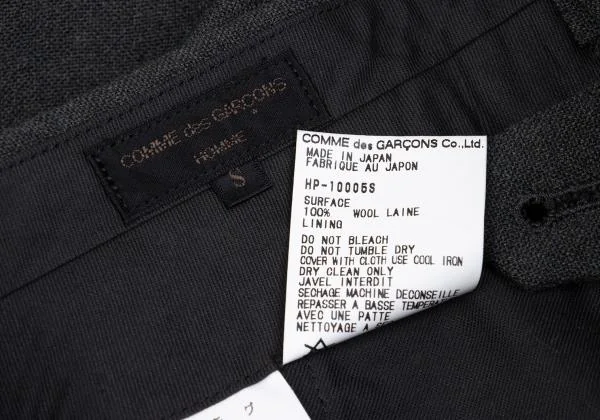 COMME des GARÇONS
HOMME
S
COMME des GARÇONS Co.,Ltd.
MADE IN JAPAN
FABRIQUE AU JAPON
HP-10005S
SURFACE
100% WOOL LAINE
LINING
DO NOT BLEACH
DO NOT TUMBLE DRY
COVER WITH CLOTH USE COOL IRON
DRY CLEAN ONLY
JAVEL INTERDIT
SECHAGE MACHINE DECONSEILLE
REPASSER A BASSE
AVEC UNE PATTE
NETTOYAGE A